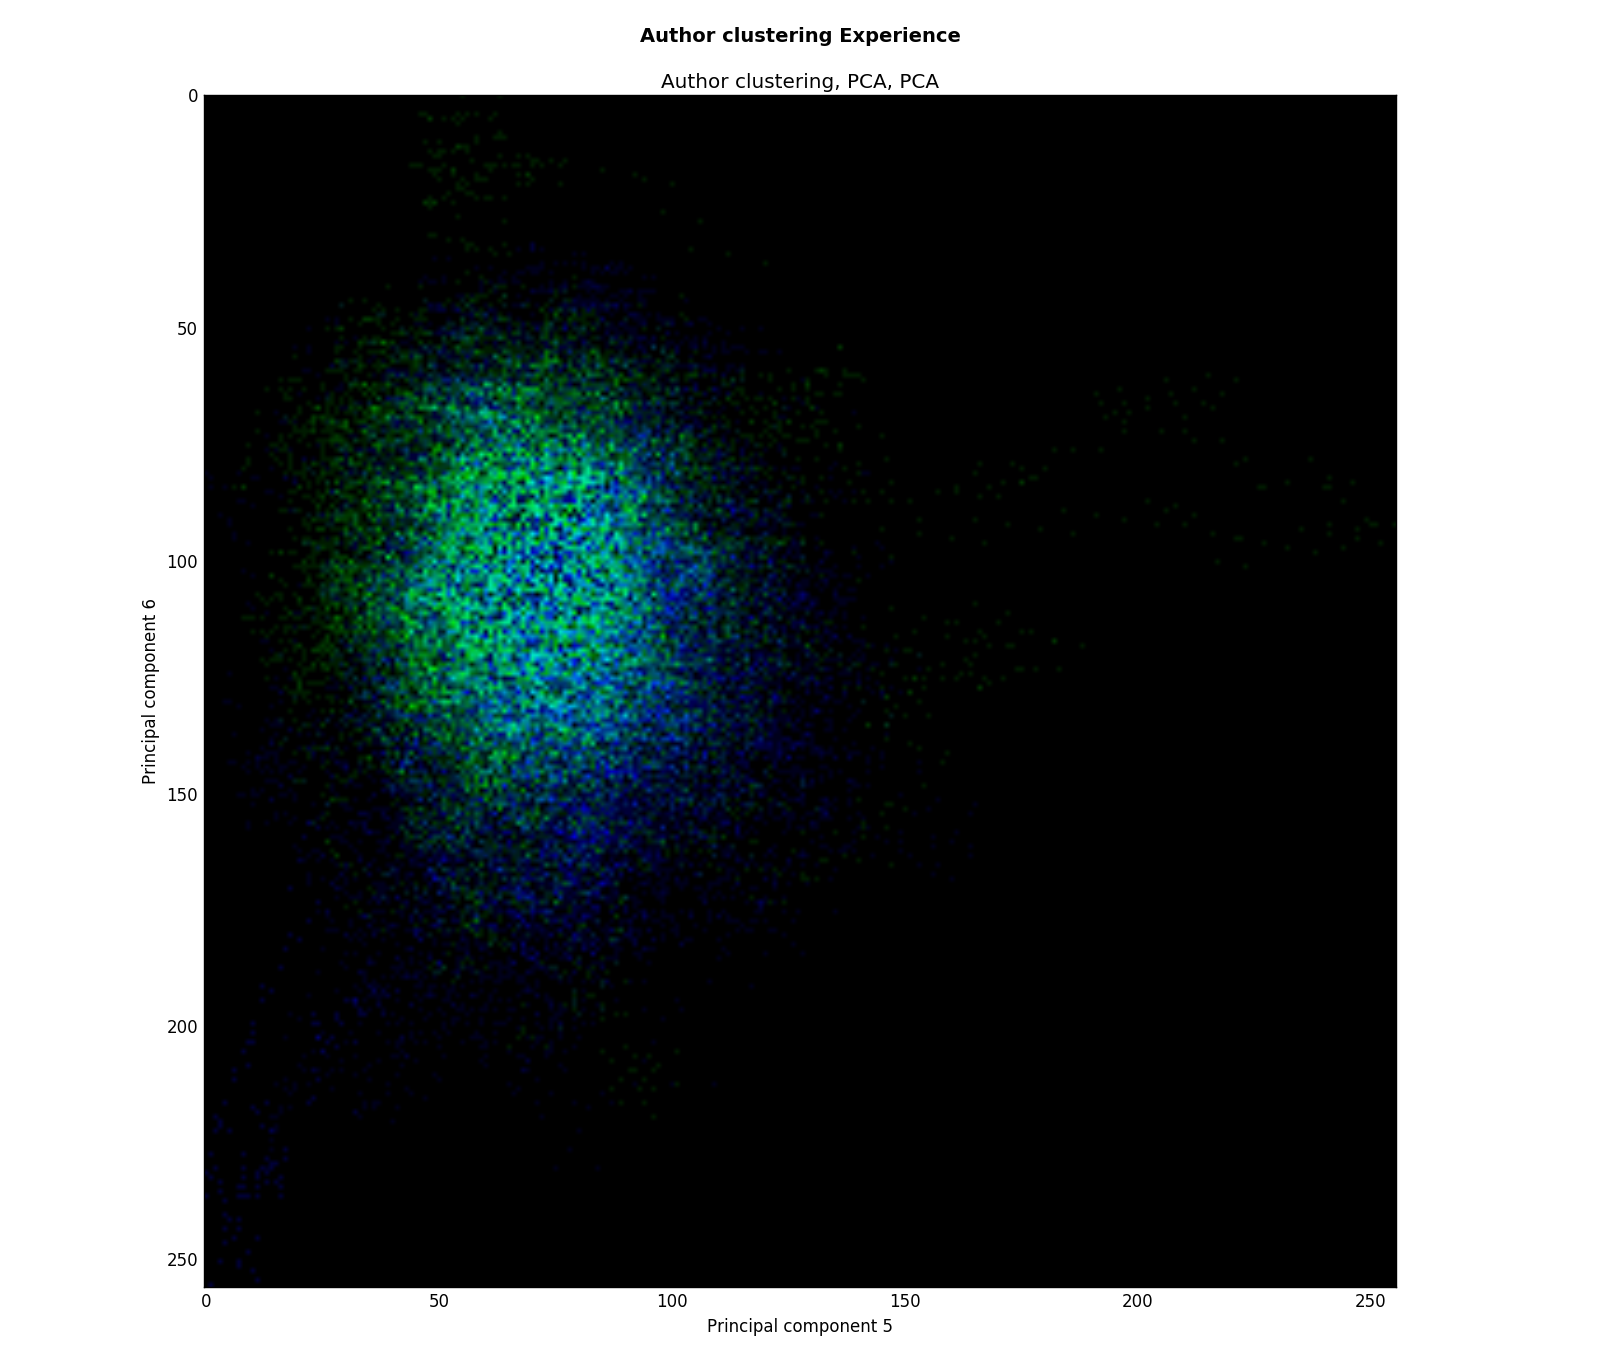 Author clustering Experience
Author clustering, PCA, PCA
0
50
100
150
200
250
Principal component 6
0 50 100 150 200 250
Principal component 5